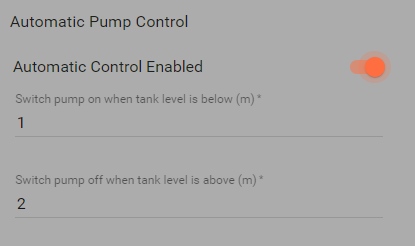 Automatic Pump Control
Automatic Control Enabled
Switch pump on when tank level is below (m) *
1
Switch pump off when tank level is above (m) *
2